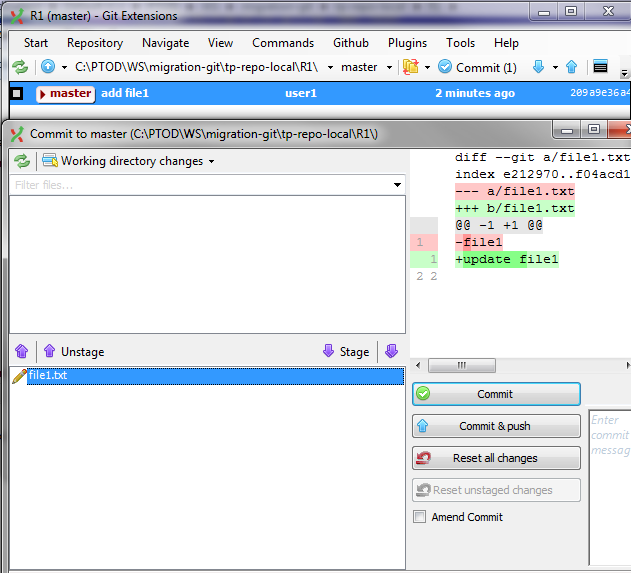 R1 (master) - Git Extensions
Start Repository Navigate View Commands Github Plugins Tools Help
C:\PTOD\WS\migration-git\tp-repo-local\R1\ master Commit (1)
master add file1 user1 2 minutes ago 209a9e36a4
Commit to master (C:\PTOD\WS\migration-git\tp-repo-local\R1\)
Working directory changes
Filter files...
diff --git a/file1.txt
index e212970..f04acd1
--- a/file1.txt
+++ b/file1.txt
@@ -1 +1 @@
1 -file1
1 +update file1
2 2
Unstage Stage
file1.txt
Commit
Commit & push
Reset all changes
Reset unstaged changes
Amend Commit
Enter
commit
messag